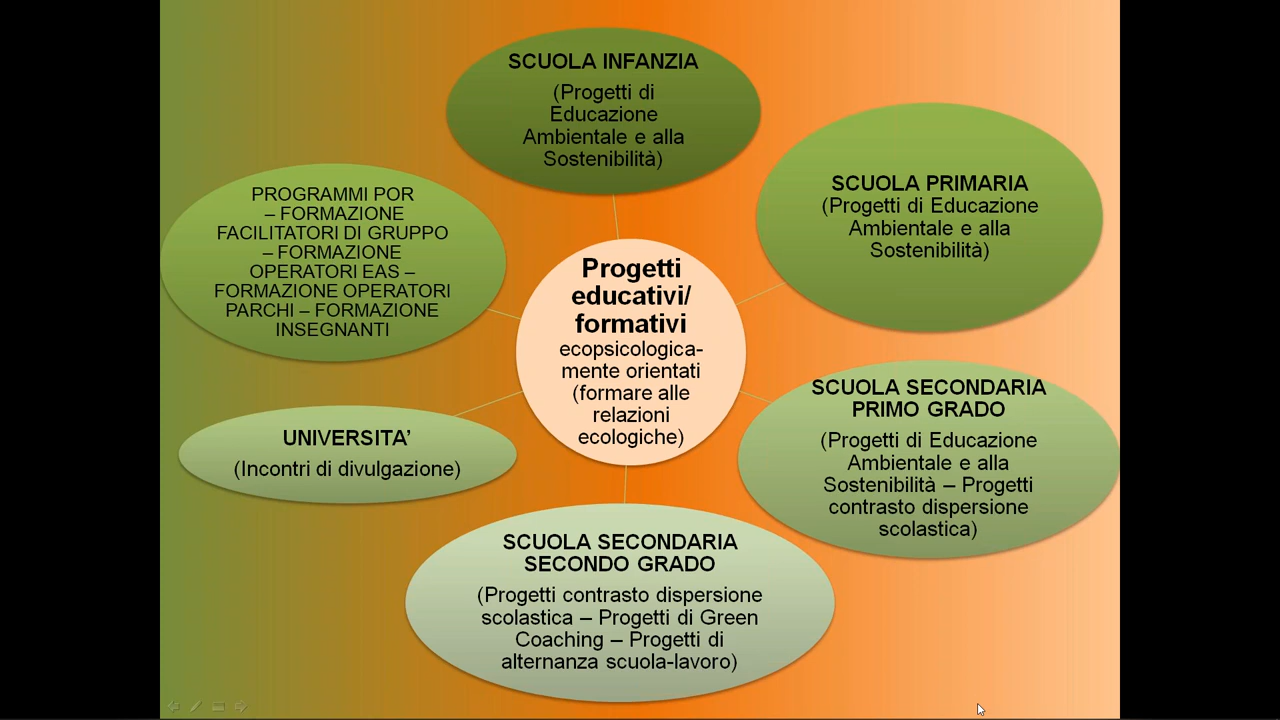 SCUOLA INFANZIA
(Progetti di
Educazione
Ambientale e alla
Sostenibilità)
SCUOLA PRIMARIA
(Progetti di Educazione
Ambientale e alla
Sostenibilità)
PROGRAMMI POR
– FORMAZIONE
FACILITATORI DI GRUPPO
– FORMAZIONE
OPERATORI EAS –
FORMAZIONE OPERATORI
PARCHI – FORMAZIONE
INSEGNANTI
Progetti
educativi/
formativi
ecopsicologica-
mente orientati
(formare alle
relazioni
ecologiche)
SCUOLA SECONDARIA
PRIMO GRADO
(Progetti di Educazione
Ambientale e alla
Sostenibilità – Progetti
contrasto dispersione
scolastica)
UNIVERSITA’
(Incontri di divulgazione)
SCUOLA SECONDARIA
SECONDO GRADO
(Progetti contrasto dispersione
scolastica – Progetti di Green
Coaching – Progetti di
alternanza scuola-lavoro)